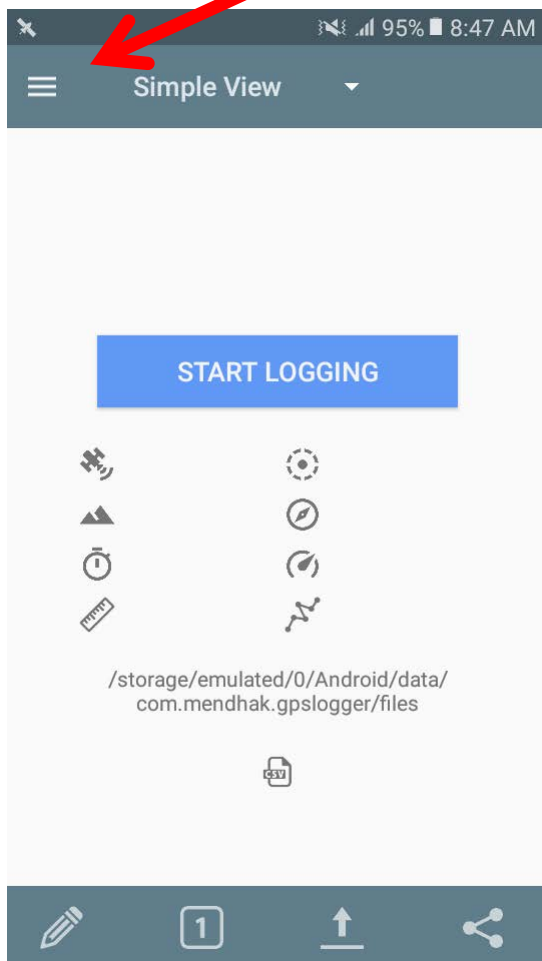 95% 8:47 AM
Simple View
START LOGGING
/storage/emulated/0/Android/data/
com.mendhak.gpslogger/files
CSV
1